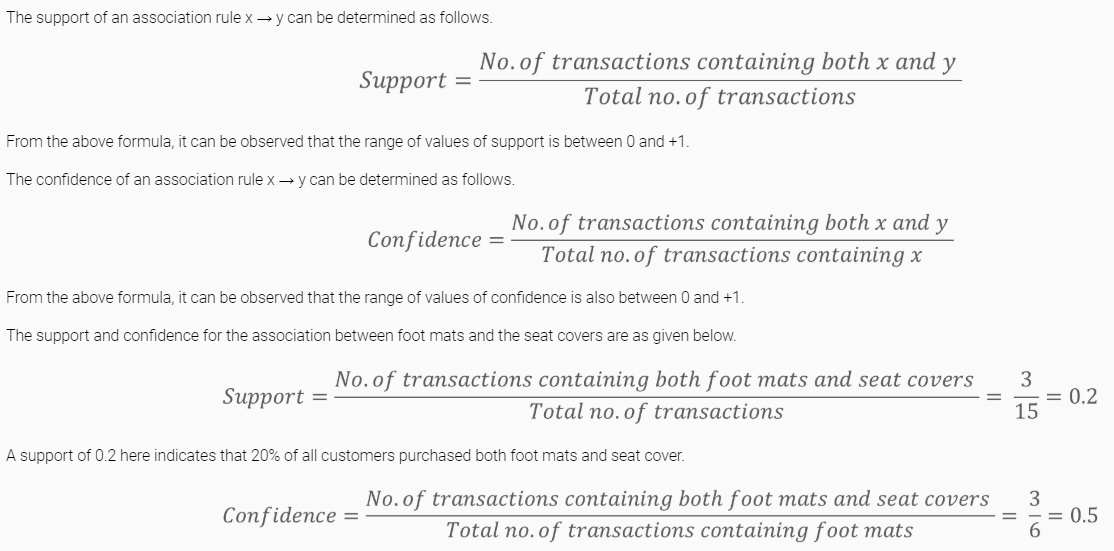 The support of an association rule x → y can be determined as follows.
Support = No. of transactions containing both x and y / Total no. of transactions
From the above formula, it can be observed that the range of values of support is between 0 and +1.
The confidence of an association rule x → y can be determined as follows.
Confidence = No. of transactions containing both x and y / Total no. of transactions containing x
From the above formula, it can be observed that the range of values of confidence is also between 0 and +1.
The support and confidence for the association between foot mats and the seat covers are as given below.
Support = No. of transactions containing both foot mats and seat covers / Total no. of transactions = 3 / 15 = 0.2
A support of 0.2 here indicates that 20% of all customers purchased both foot mats and seat cover.
Confidence = No. of transactions containing both foot mats and seat covers / Total no. of transactions containing foot mats = 3 / 6 = 0.5